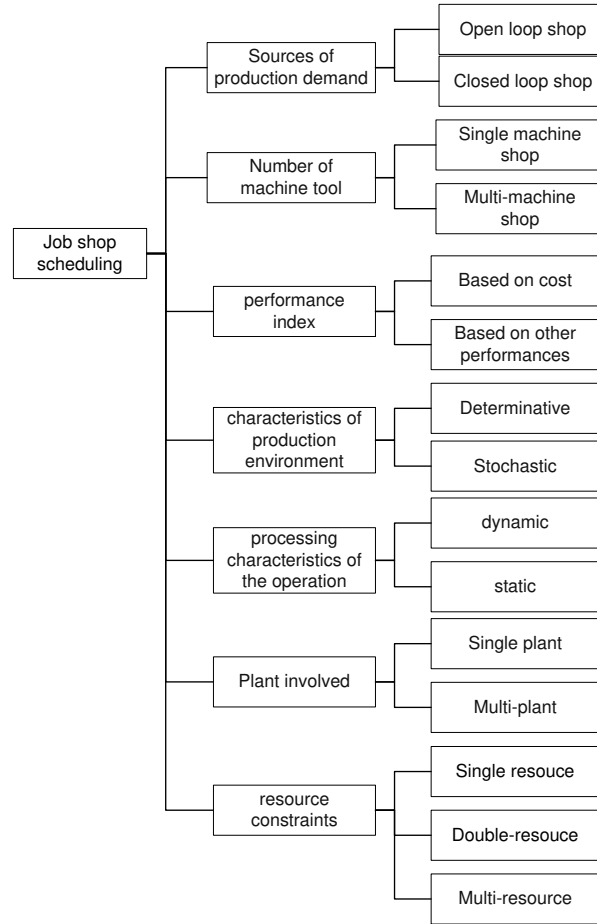 Job shop
scheduling
Sources of
production demand
Open loop shop
Closed loop shop
Number of
machine tool
Single machine
shop
Multi-machine
shop
performance
index
Based on cost
Based on other
performances
characteristics of
production
environment
Determinative
Stochastic
processing
characteristics of
the operation
dynamic
static
Plant involved
Single plant
Multi-plant
resource
constraints
Single resouce
Double-resouce
Multi-resource